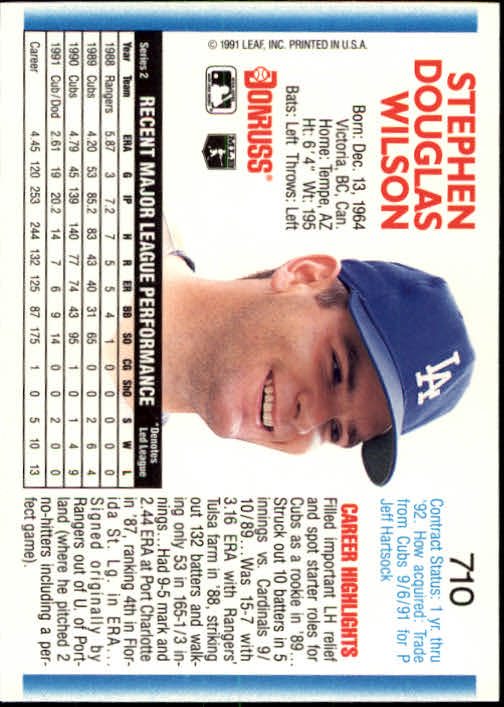 STEPHEN
DOUGLAS
WILSON
Born: Dec. 13, 1964
Victoria, BC, Can.
Home: Tempe, AZ
Ht: 6'4" Wt: 195
Bats: Left Throws: Left
DONRUSS
MLB
© 1991 LEAF, INC. PRINTED IN U.S.A.
LA
710
Contract Status: 1 yr. thru
'92. How acquired: Trade
from Cubs 9/6/91 for P
Jeff Hartsock
CAREER HIGHLIGHTS
Filled important LH relief
and spot starter roles for
Cubs as a rookie in '89...
Struck out 10 batters in 5
innings vs. Cardinals 9/
10/89...Was 15-7 with
3.16 ERA with Rangers'
Tulsa farm in '88, striking
out 132 batters and walk-
ing only 53 in 165-1/3 in-
nings...Had 9-5 mark and
2.44 ERA at Port Charlotte
in '87, ranking 4th in Flor-
ida St. Lg. in ERA...
Signed originally by
Rangers out of U. of Port-
land (where he pitched 2
no-hitters including a per-
fect game).
Series 2 RECENT MAJOR LEAGUE PERFORMANCE *Denotes
Led League
Year Team ERA G IP H R ER BB SO CG ShO S W L
1988 Rangers 5.87 3 7.2 7 5 5 4 1 0 0 0 0 0
1989 Cubs 4.20 53 85.2 83 43 40 31 65 0 0 2 6 4
1990 Cubs 4.79 45 139 140 77 74 43 95 1 0 1 4 9
1991 Cub/Dod 2.61 19 20.2 14 7 6 9 14 0 0 2 0 0
Career 4.45 120 253 244 132 125 87 175 1 0 5 10 13